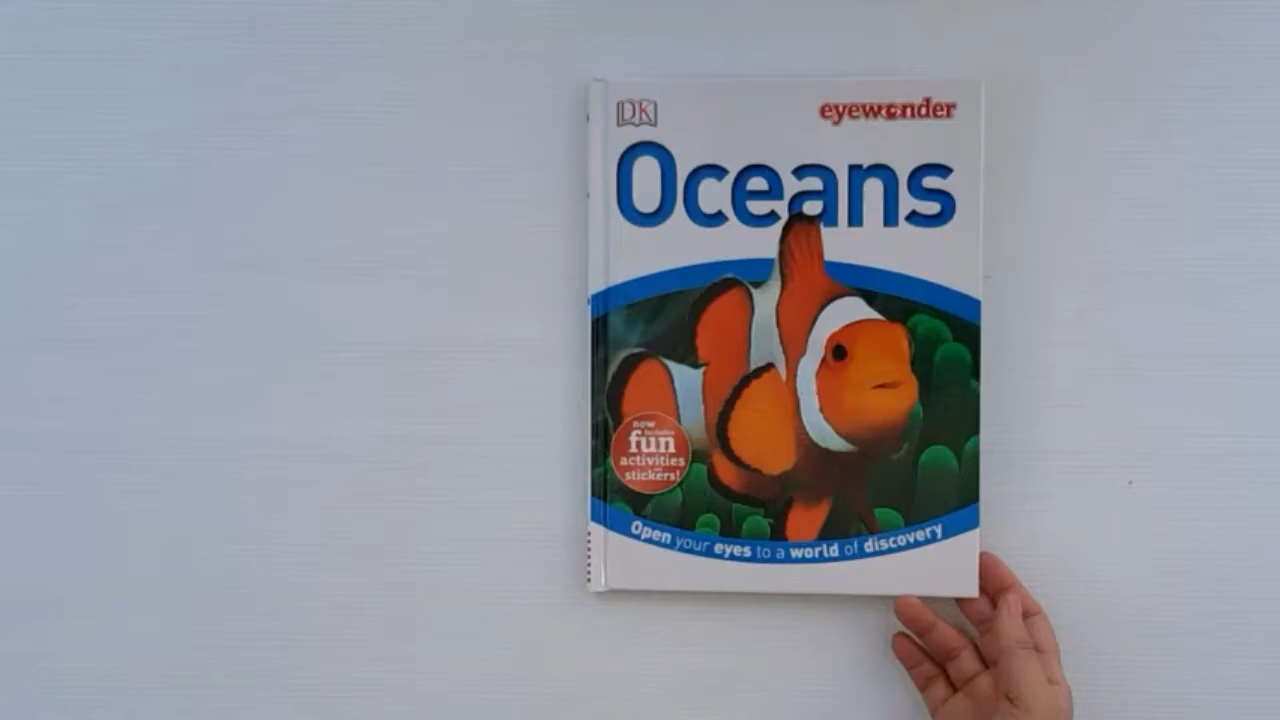 DK
eyewonder
Oceans
now
includes
fun
activities
and
stickers!
Open your eyes to a world of discovery